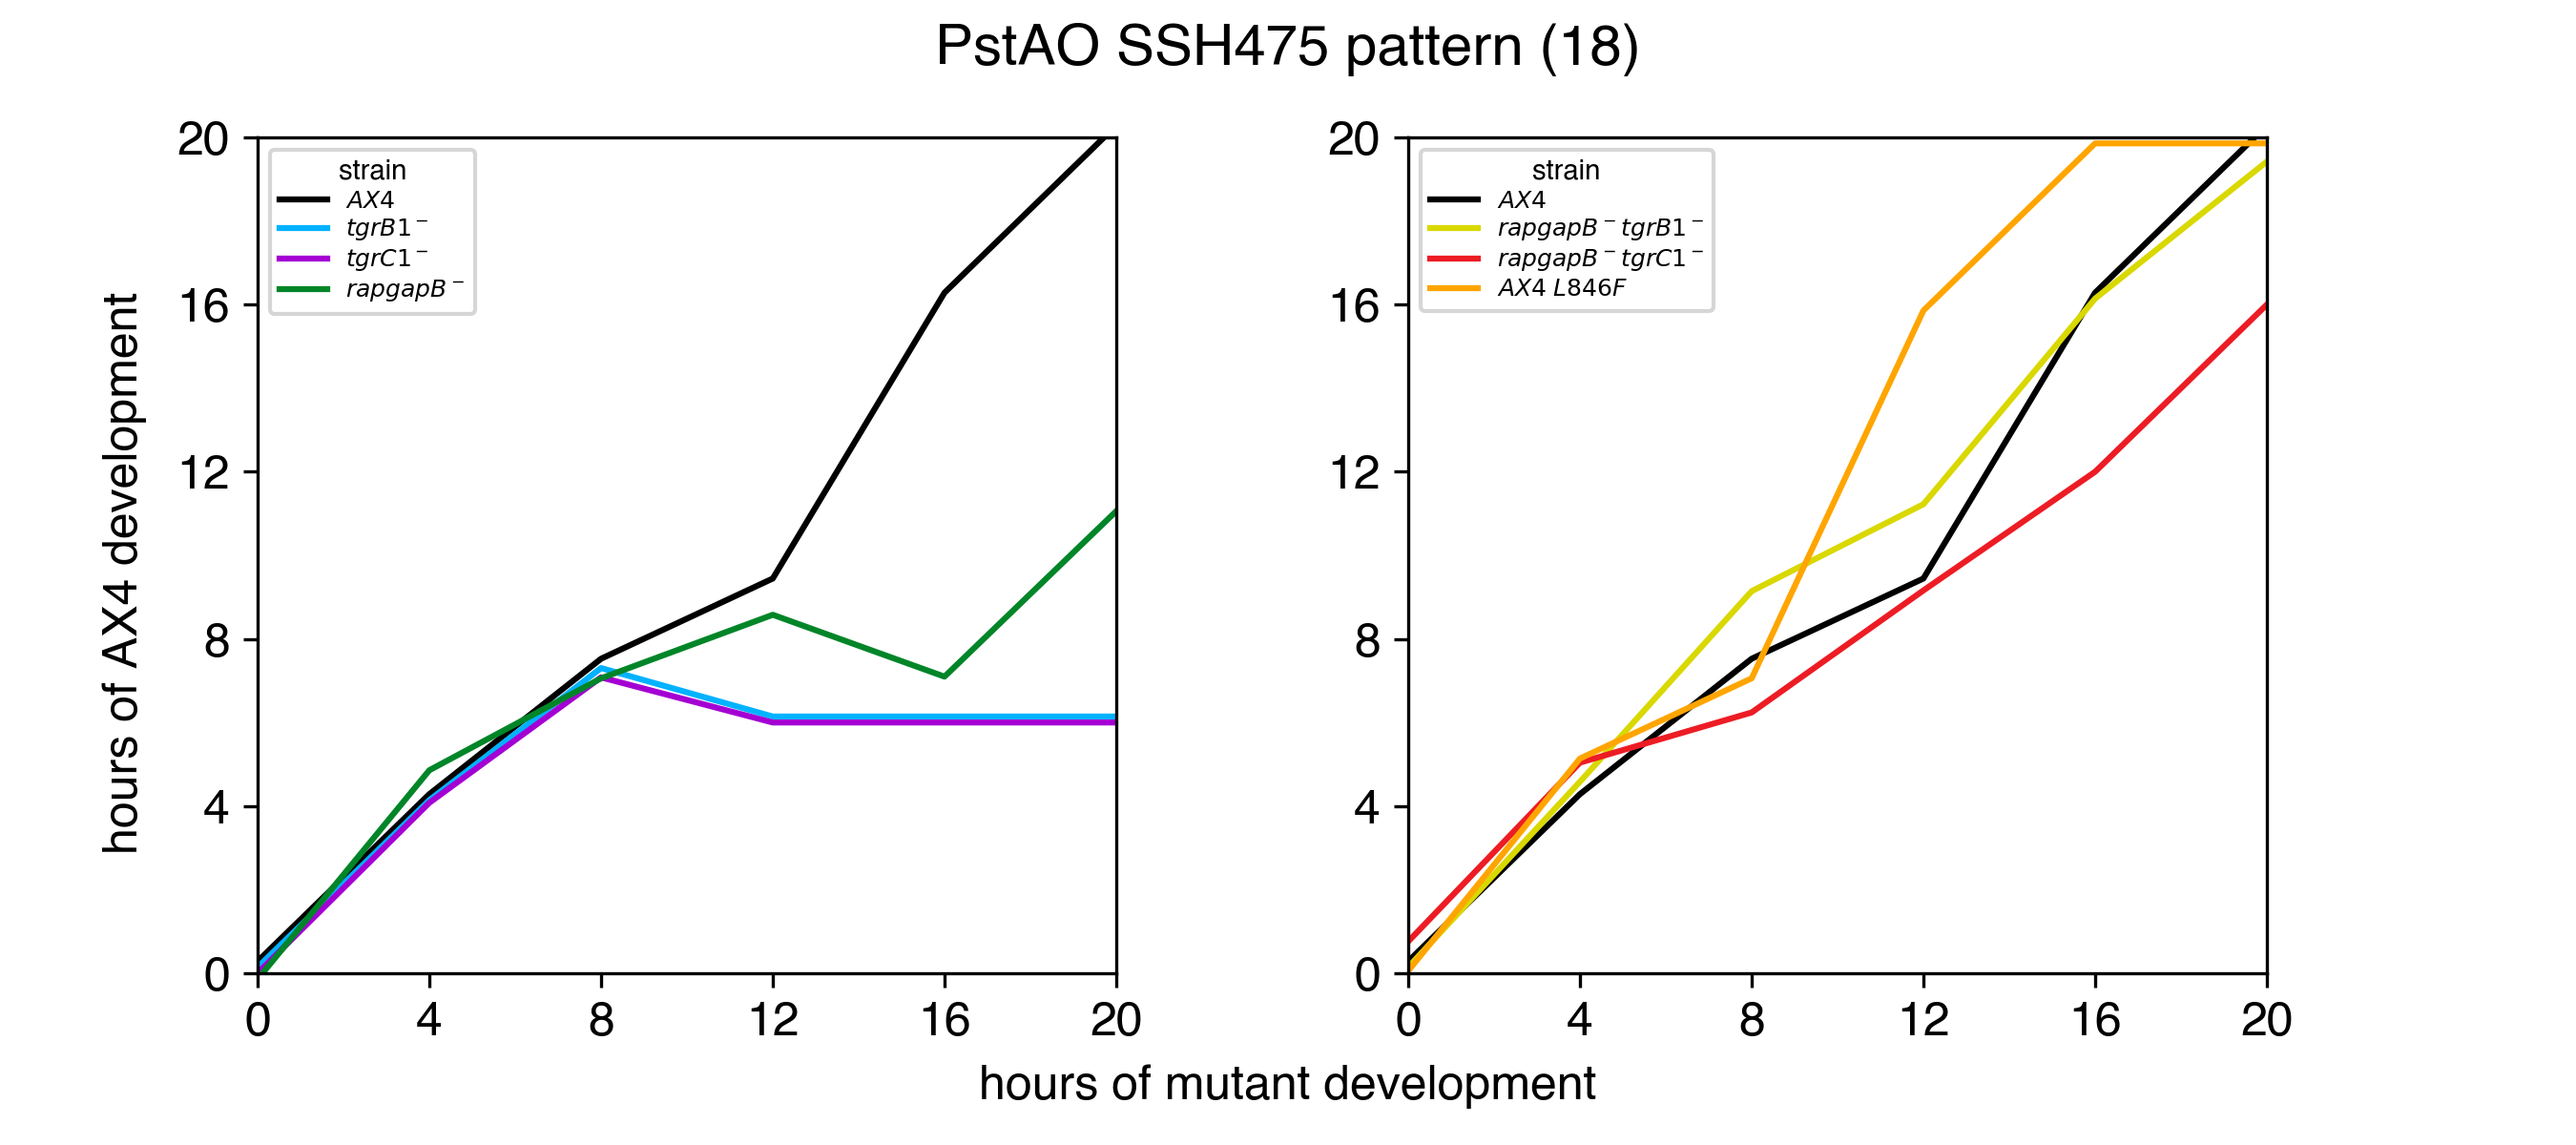 PstAO SSH475 pattern (18)
hours of AX4 development
20
16
12
8
4
0
0 4 8 12 16 20
strain
AX4
tgrB1⁻
tgrC1⁻
rapgapB⁻
20
16
12
8
4
0
0 4 8 12 16 20
strain
AX4
rapgapB⁻tgrB1⁻
rapgapB⁻tgrC1⁻
AX4 L846F
hours of mutant development